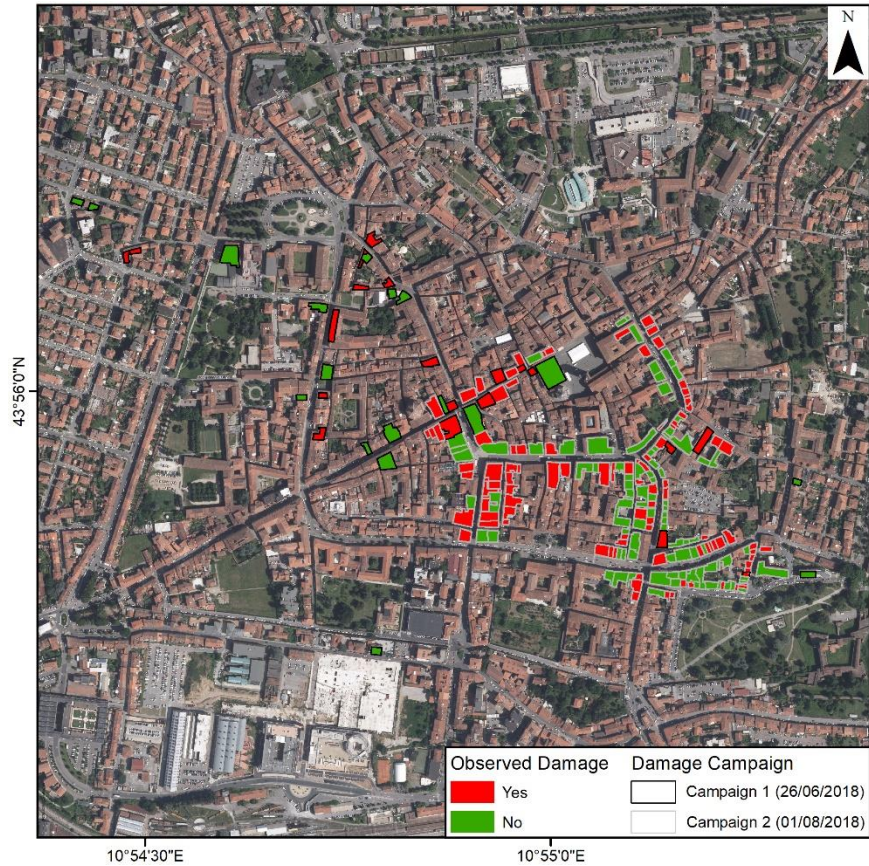 N
43°56'0"N
Observed Damage
Yes
No
Damage Campaign
Campaign 1 (26/06/2018)
Campaign 2 (01/08/2018)
10°54'30"E
10°55'0"E